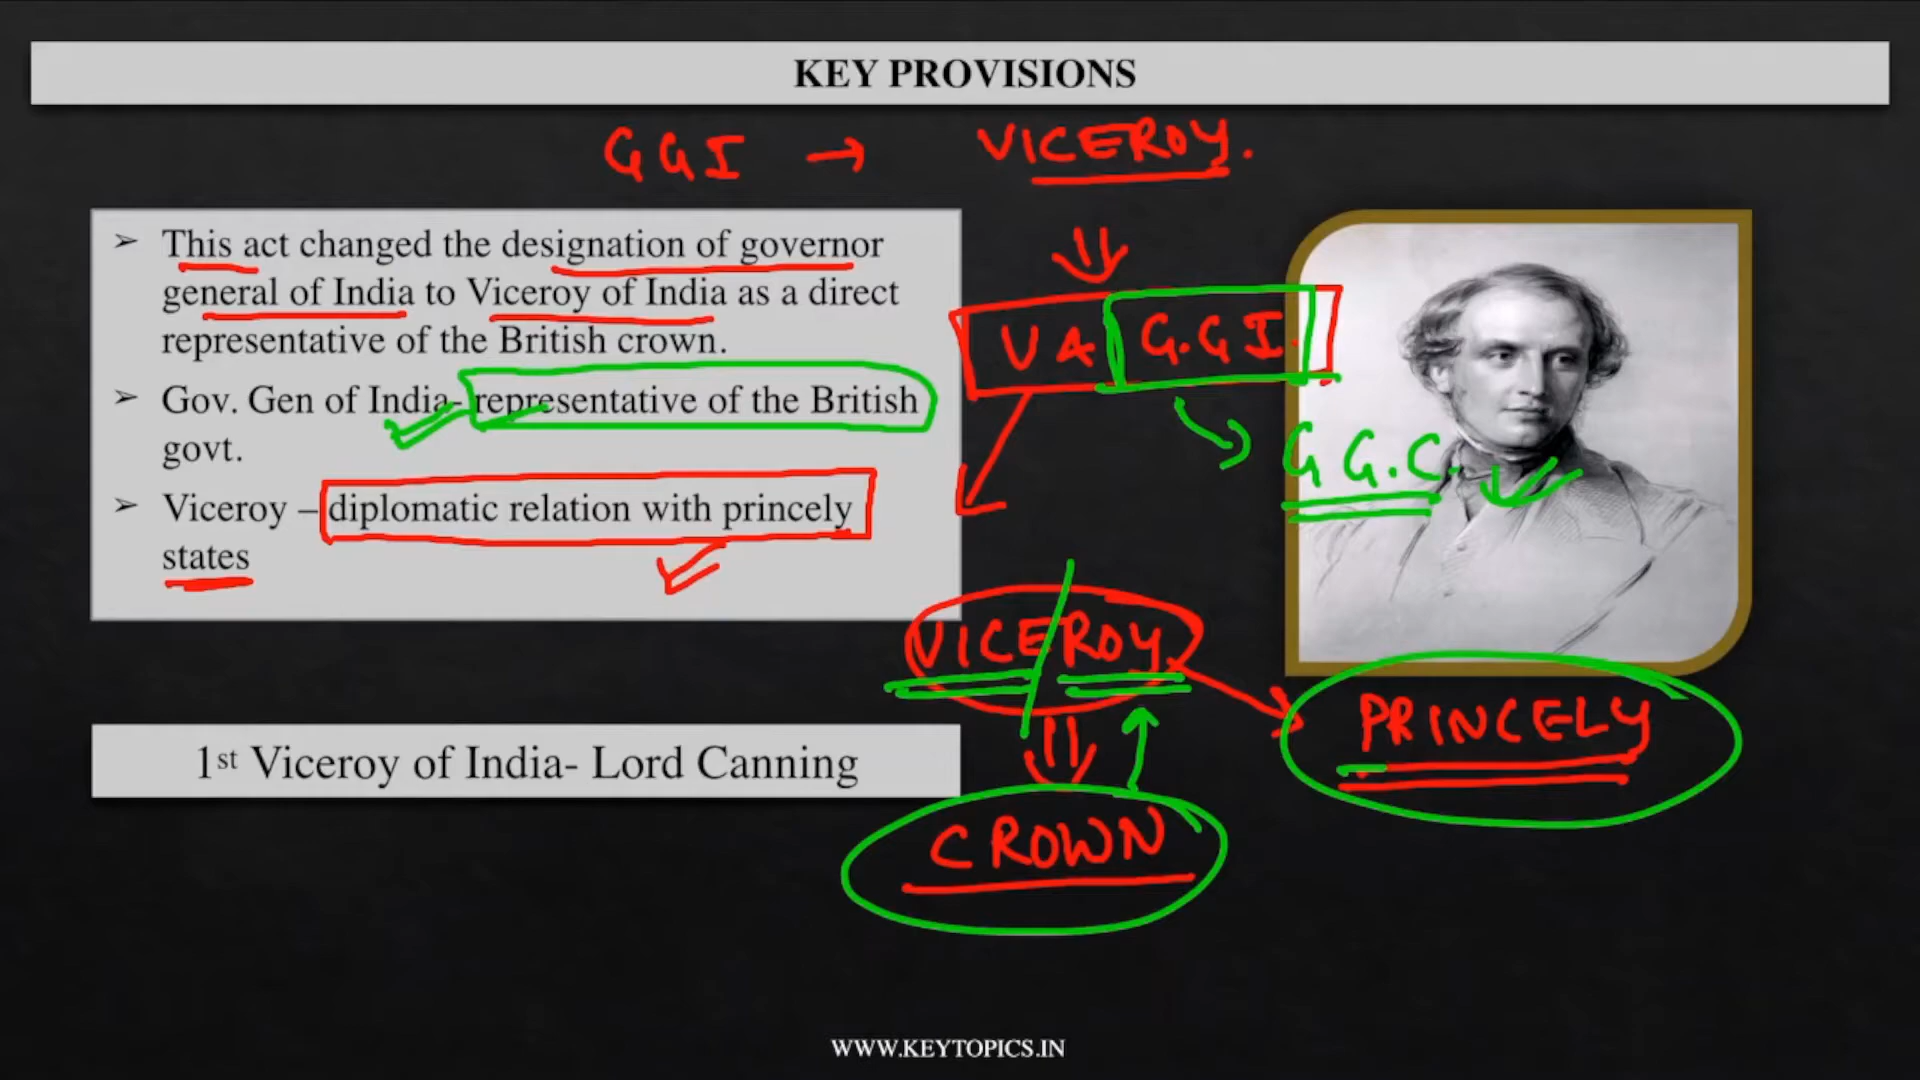 KEY PROVISIONS
GGI → VICEROY.
➢ This act changed the designation of governor
general of India to Viceroy of India as a direct
representative of the British crown.
➢ Gov. Gen of India- representative of the British
govt.
➢ Viceroy – diplomatic relation with princely
states
V A G.G I.
G G.C.
VICEROY
PRINCELY
CROWN
1st Viceroy of India- Lord Canning
WWW.KEYTOPICS.IN